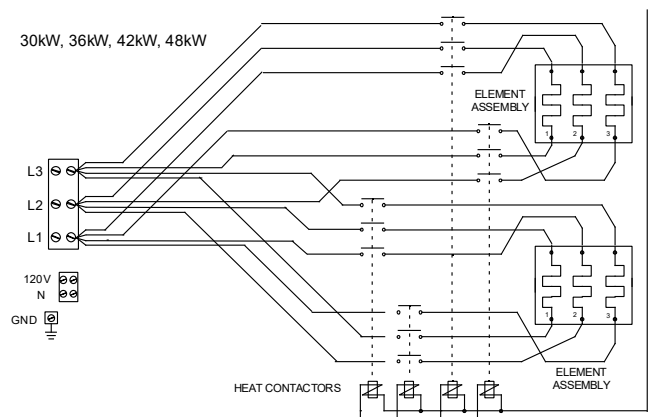 30kW, 36kW, 42kW, 48kW
ELEMENT
ASSEMBLY
1 2 3
L3
L2
L1
120V
N
GND
1 2 3
HEAT CONTACTORS
ELEMENT
ASSEMBLY